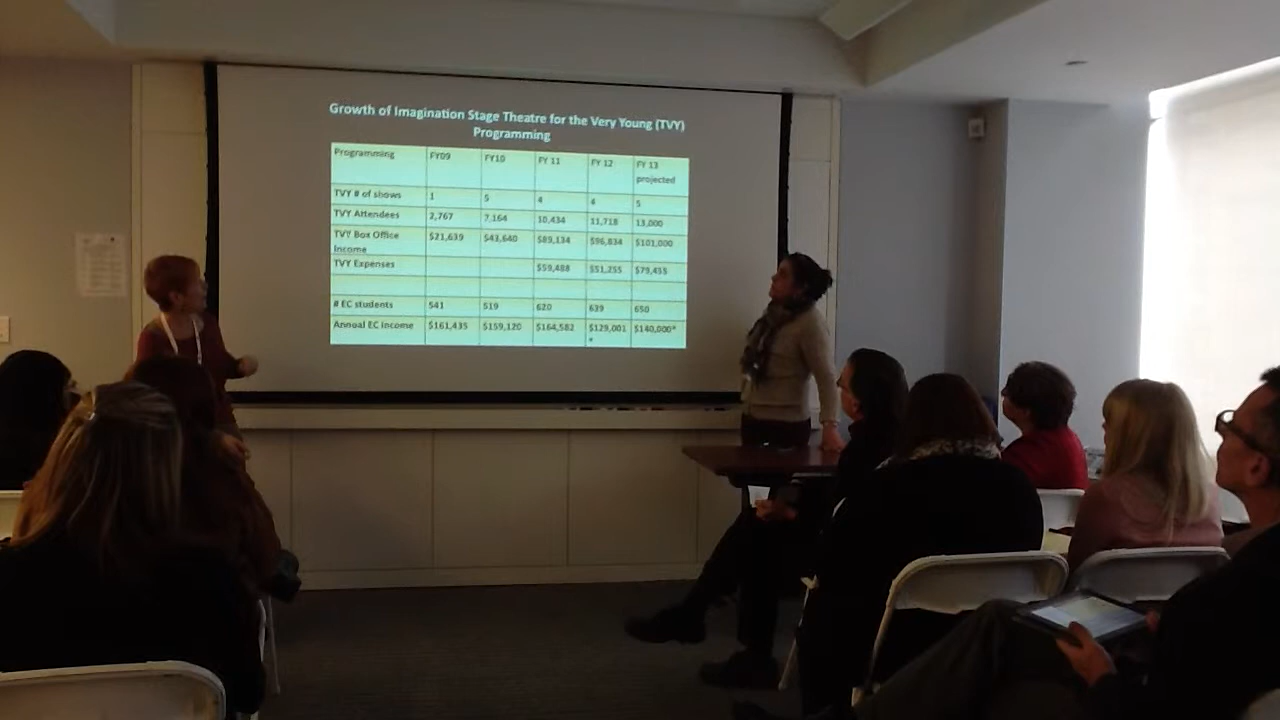 Growth of Imagination Stage Theatre for the Very Young (TVY)
Programming
Programming FY09 FY10 FY 11 FY 12 FY 13
projected
TVY # of shows 1 5 4 4 5
TVY Attendees 2,767 7,164 10,434 11,718 13,000
TVY Box Office $21,639 $43,640 $89,134 $96,834 $101,000
Income
TVY Expenses $59,488 $51,255 $79,455
# EC students 541 519 620 639 650
Annual EC Income $161,435 $159,120 $164,582 $129,001 $140,000*
*